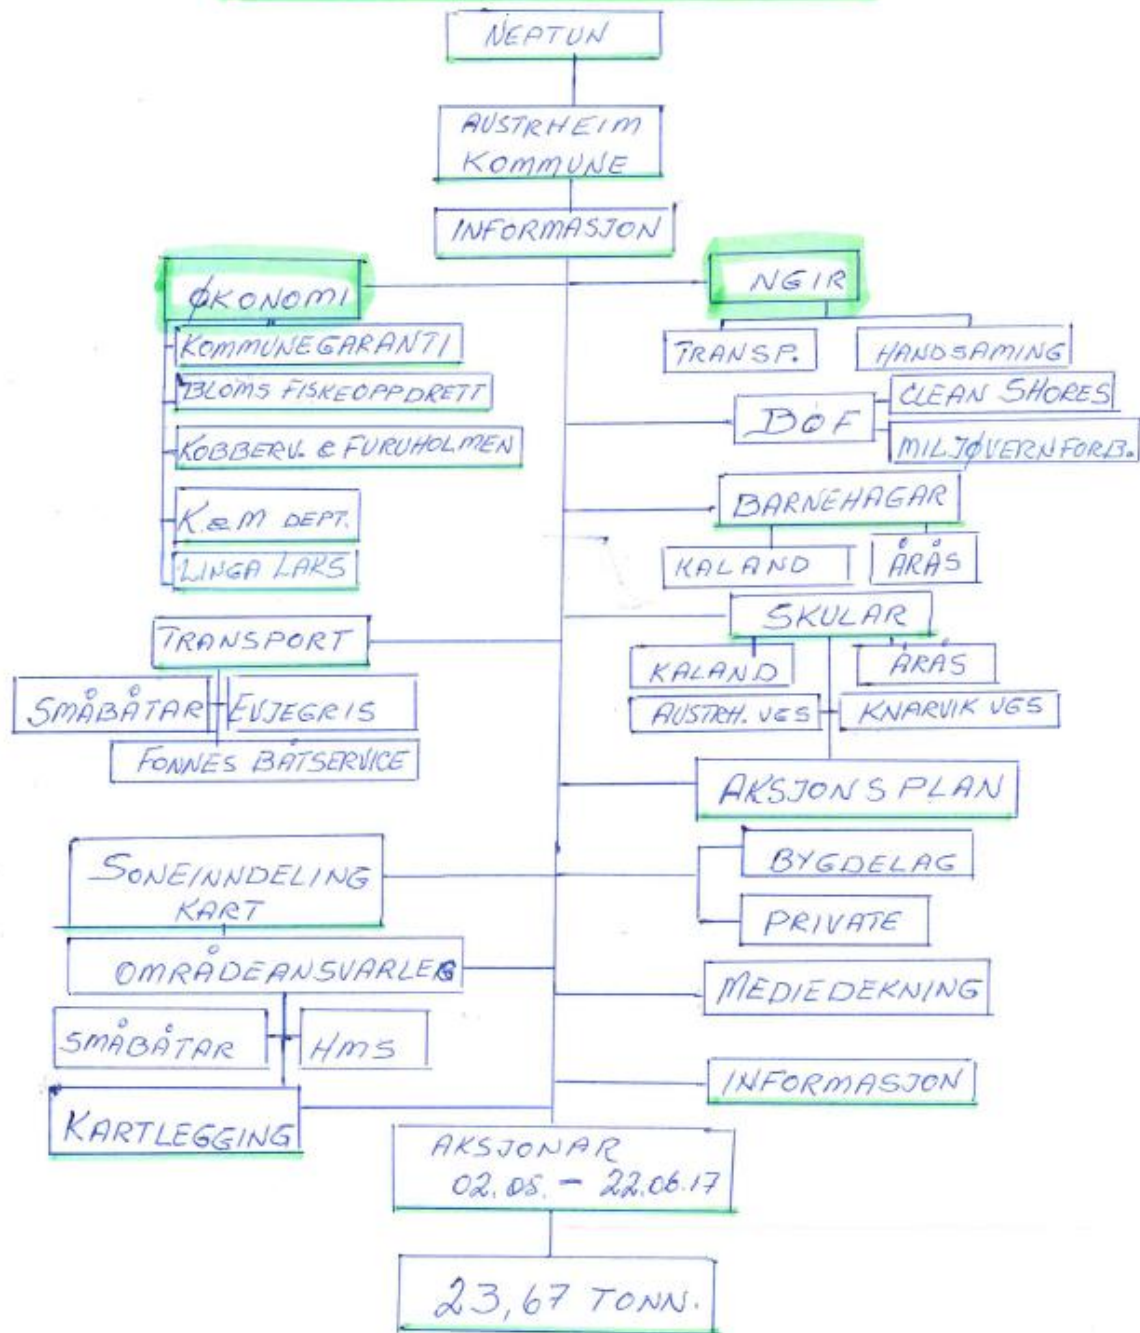 NEPTUN
AUSTRHEIM
KOMMUNE
INFORMASJON
ØKONOMI
KOMMUNEGARANTI
BLOMS FISKEOPPDRETT
KOBBERV. & FURUHOLMEN
K&M DEPT.
LINGA LAKS
NGIR
TRANSP.
HANDSAMING
BOF
CLEAN SHORES
MILJØVERNFORB.
BARNEHAGAR
KALAND
ÅRÅS
SKULAR
KALAND
ÅRÅS
AUSTRH. VGS
KNARVIK VGS
TRANSPORT
SMÅBÅTAR
EVJEGRIS
FONNES BÅTSERVICE
AKSJONSPLAN
SONEINNDELING
KART
BYGDELAG
PRIVATE
OMRÅDEANSVARLEG
MEDIEDEKNING
SMÅBÅTAR
HMS
INFORMASJON
KARTLEGGING
AKSJONAR
02.05. - 22.06.17
23,67 TONN.